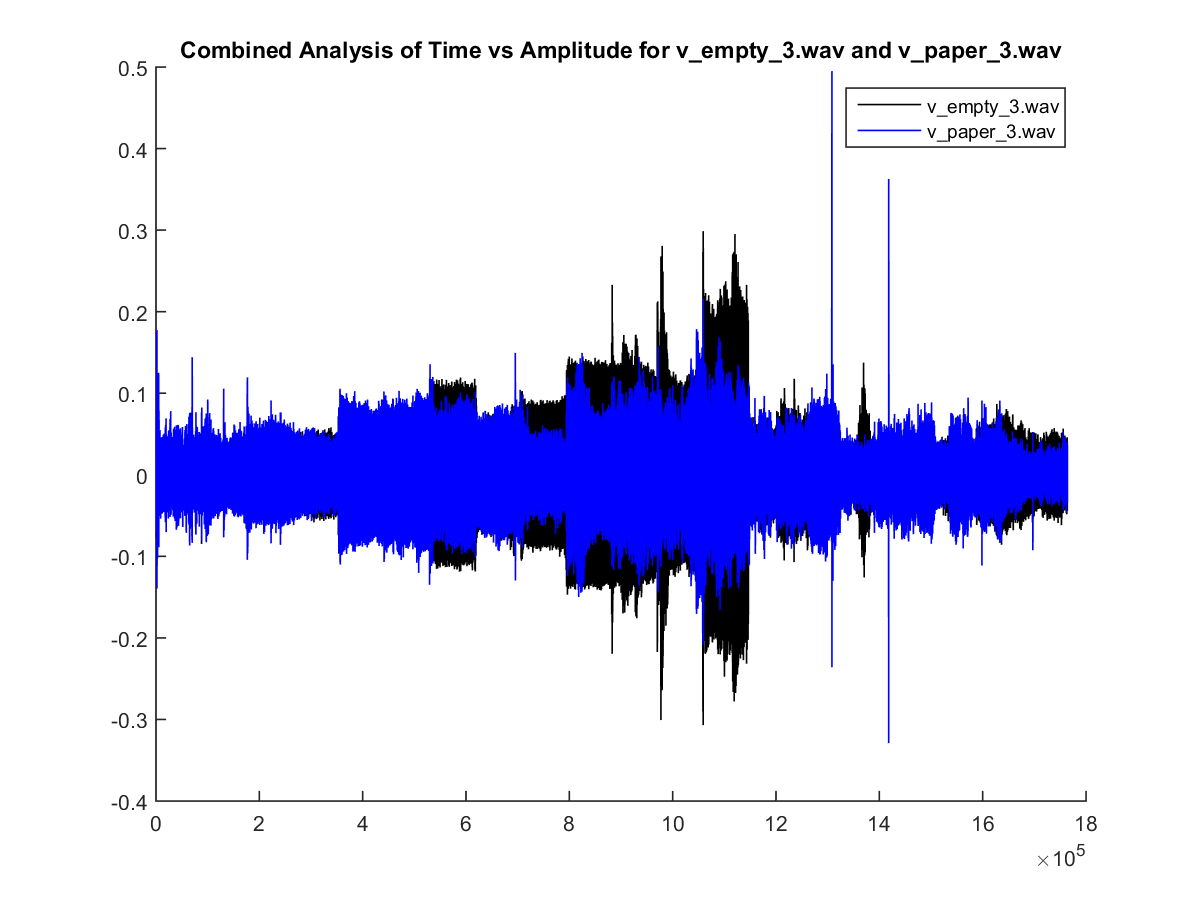 Combined Analysis of Time vs Amplitude for v_empty_3.wav and v_paper_3.wav
0.5
v_empty_3.wav
v_paper_3.wav
0.4
0.3
0.2
0.1
0
-0.1
-0.2
-0.3
-0.4
0 2 4 6 8 10 12 14 16 18
×10^5